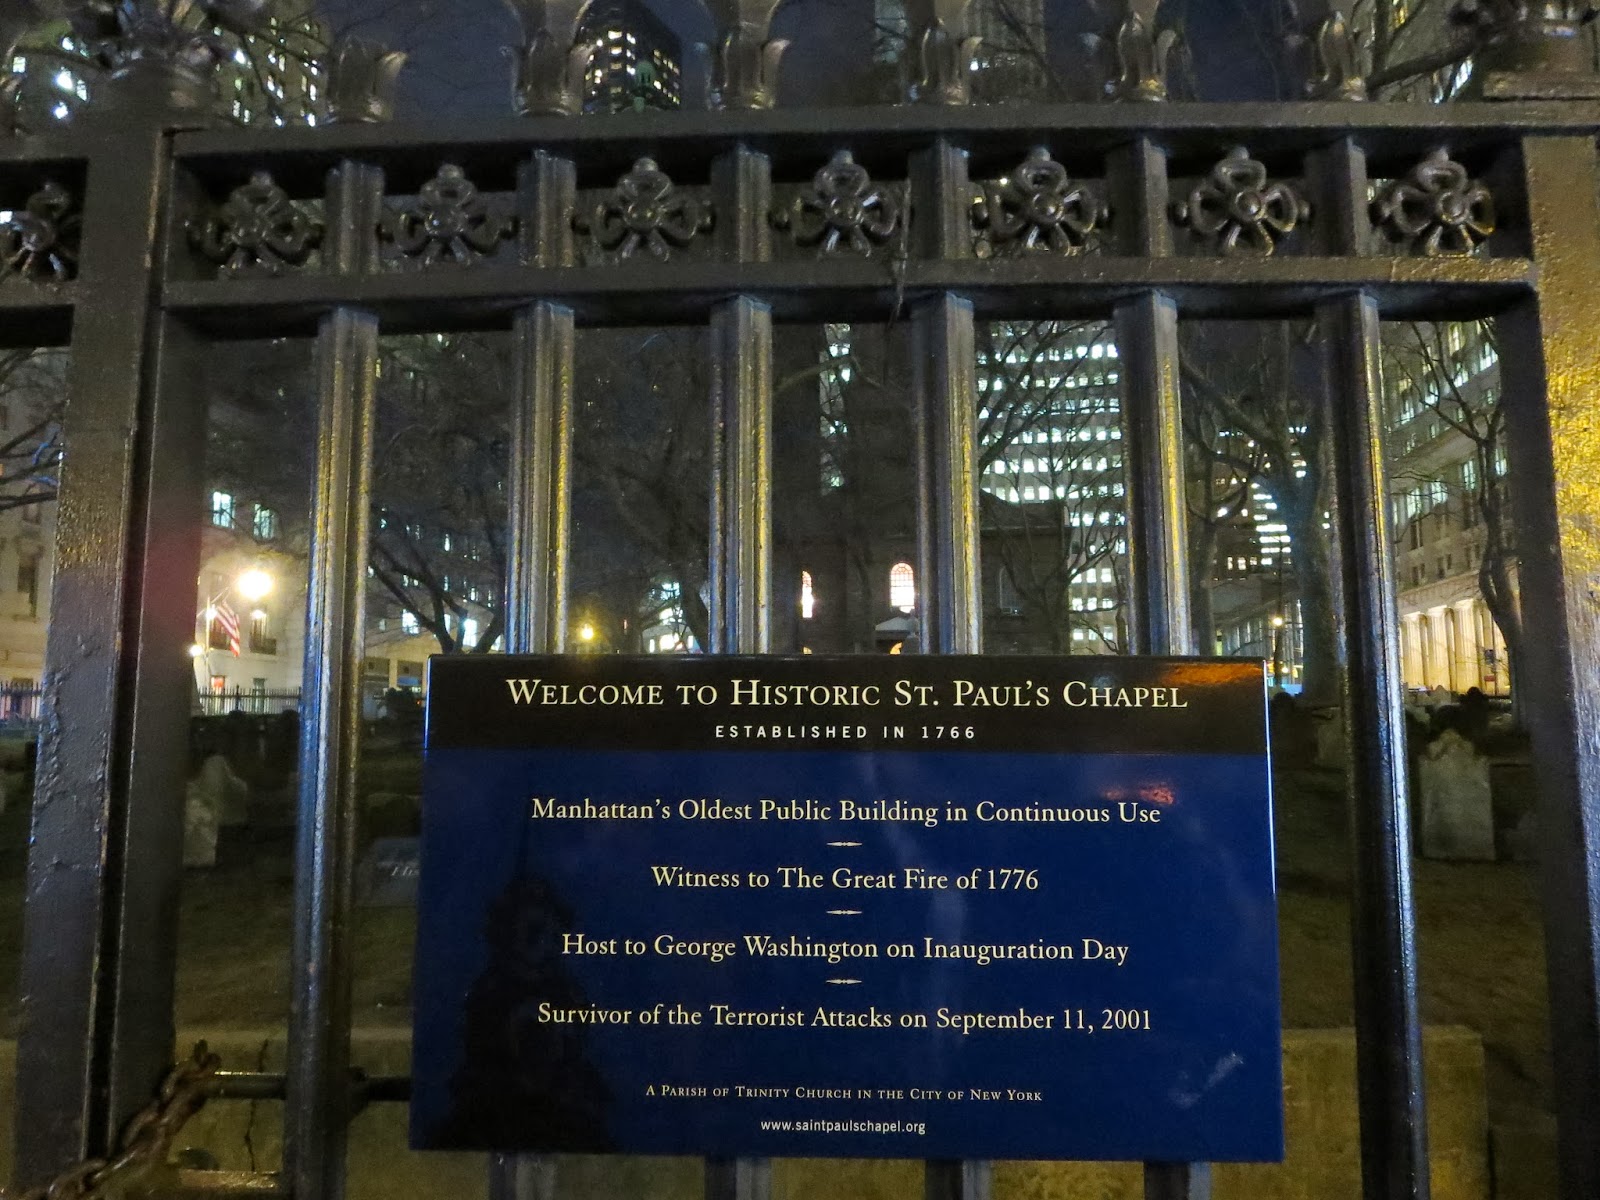 Welcome to Historic St. Paul's Chapel
ESTABLISHED IN 1766
Manhattan's Oldest Public Building in Continuous Use
Witness to The Great Fire of 1776
Host to George Washington on Inauguration Day
Survivor of the Terrorist Attacks on September 11, 2001
A Parish of Trinity Church in the City of New York
www.saintpaulschapel.org